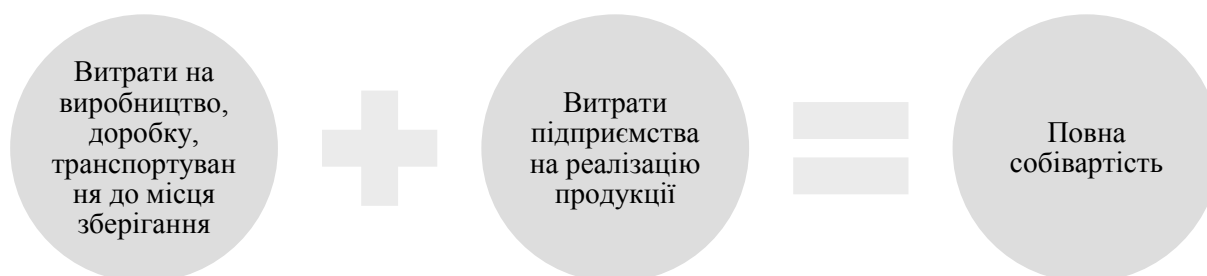 Витрати на
виробництво,
доробку,
транспортуван
ня до місця
зберігання
Витрати
підприємства
на реалізацію
продукції
Повна
собівартість